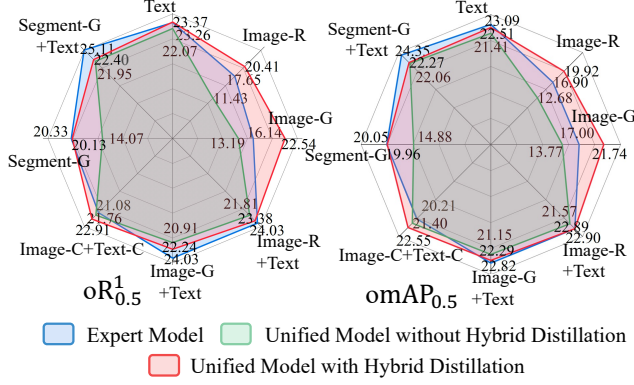 Text
23.37
23.26
22.07
Segment-G
+Text
25.11
22.40
21.95
Image-R
20.41
17.65
11.43
Image-G
16.14
22.54
13.19
20.33
14.07
20.13
Segment-G
21.08
21.76
22.91
Image-C+Text-C
20.91
22.24
24.03
Image-G
+Text
21.81
23.38
24.03
Image-R
+Text
oR¹₀.₅
Text
23.09
22.51
21.41
Segment-G
+Text
24.35
22.27
22.06
Image-R
19.92
16.90
12.68
Image-G
17.00
21.74
13.77
20.05
14.88
19.96
Segment-G
20.21
21.40
22.55
Image-C+Text-C
21.15
22.29
22.82
Image-G
+Text
21.57
22.89
22.90
Image-R
+Text
omAP₀.₅
Expert Model
Unified Model without Hybrid Distillation
Unified Model with Hybrid Distillation